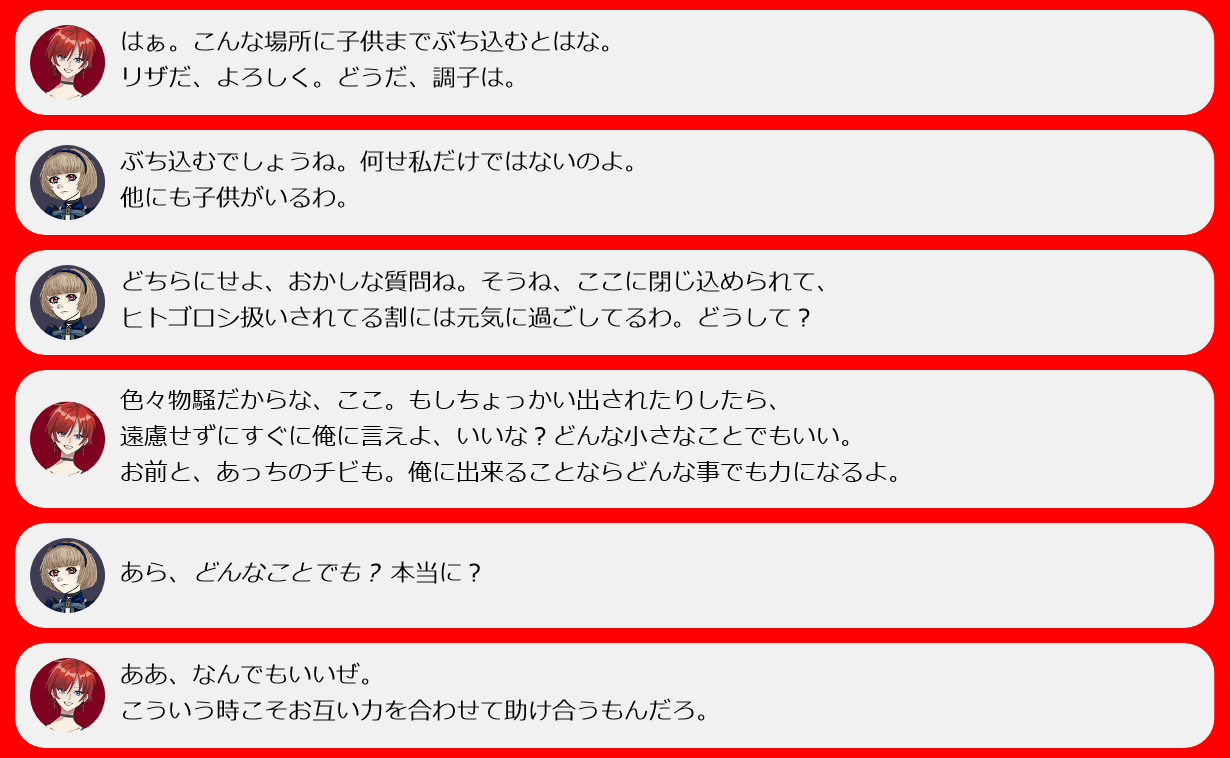 はぁ。こんな場所に子供までぶち込むとはな。
リザだ、よろしく。どうだ、調子は。
ぶち込むでしょうね。何せ私だけではないのよ。
他にも子供がいるわ。
どちらにせよ、おかしな質問ね。そうね、ここに閉じ込められて、
ヒトゴロシ扱いされてる割には元気に過ごしてるわ。どうして？
色々物騒だからな、ここ。もしちょっかい出されたりしたら、
遠慮せずにすぐに俺に言えよ、いいな？どんな小さなことでもいい。
お前と、あっちのチビも。俺に出来ることならどんな事でも力になるよ。
あら、どんなことでも？ 本当に？
ああ、なんでもいいぜ。
こういう時こそお互い力を合わせて助け合うもんだろ。